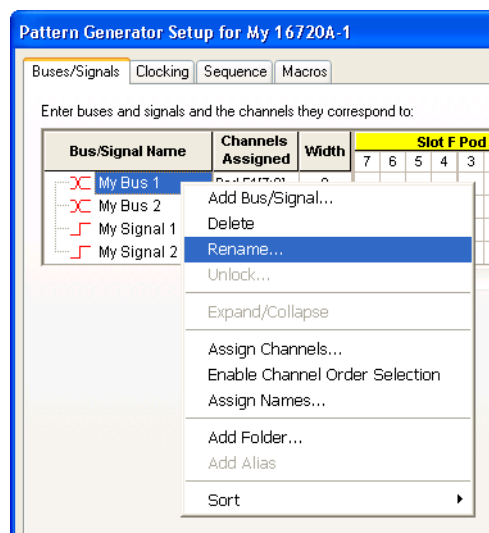 Pattern Generator Setup for My 16720A-1
Buses/Signals Clocking Sequence Macros
Enter buses and signals and the channels they correspond to:
Bus/Signal Name Channels Assigned Width Slot F Pod
7 6 5 4 3
My Bus 1
My Bus 2
My Signal 1
My Signal 2
Add Bus/Signal...
Delete
Rename...
Unlock...
Expand/Collapse
Assign Channels...
Enable Channel Order Selection
Assign Names...
Add Folder...
Add Alias
Sort